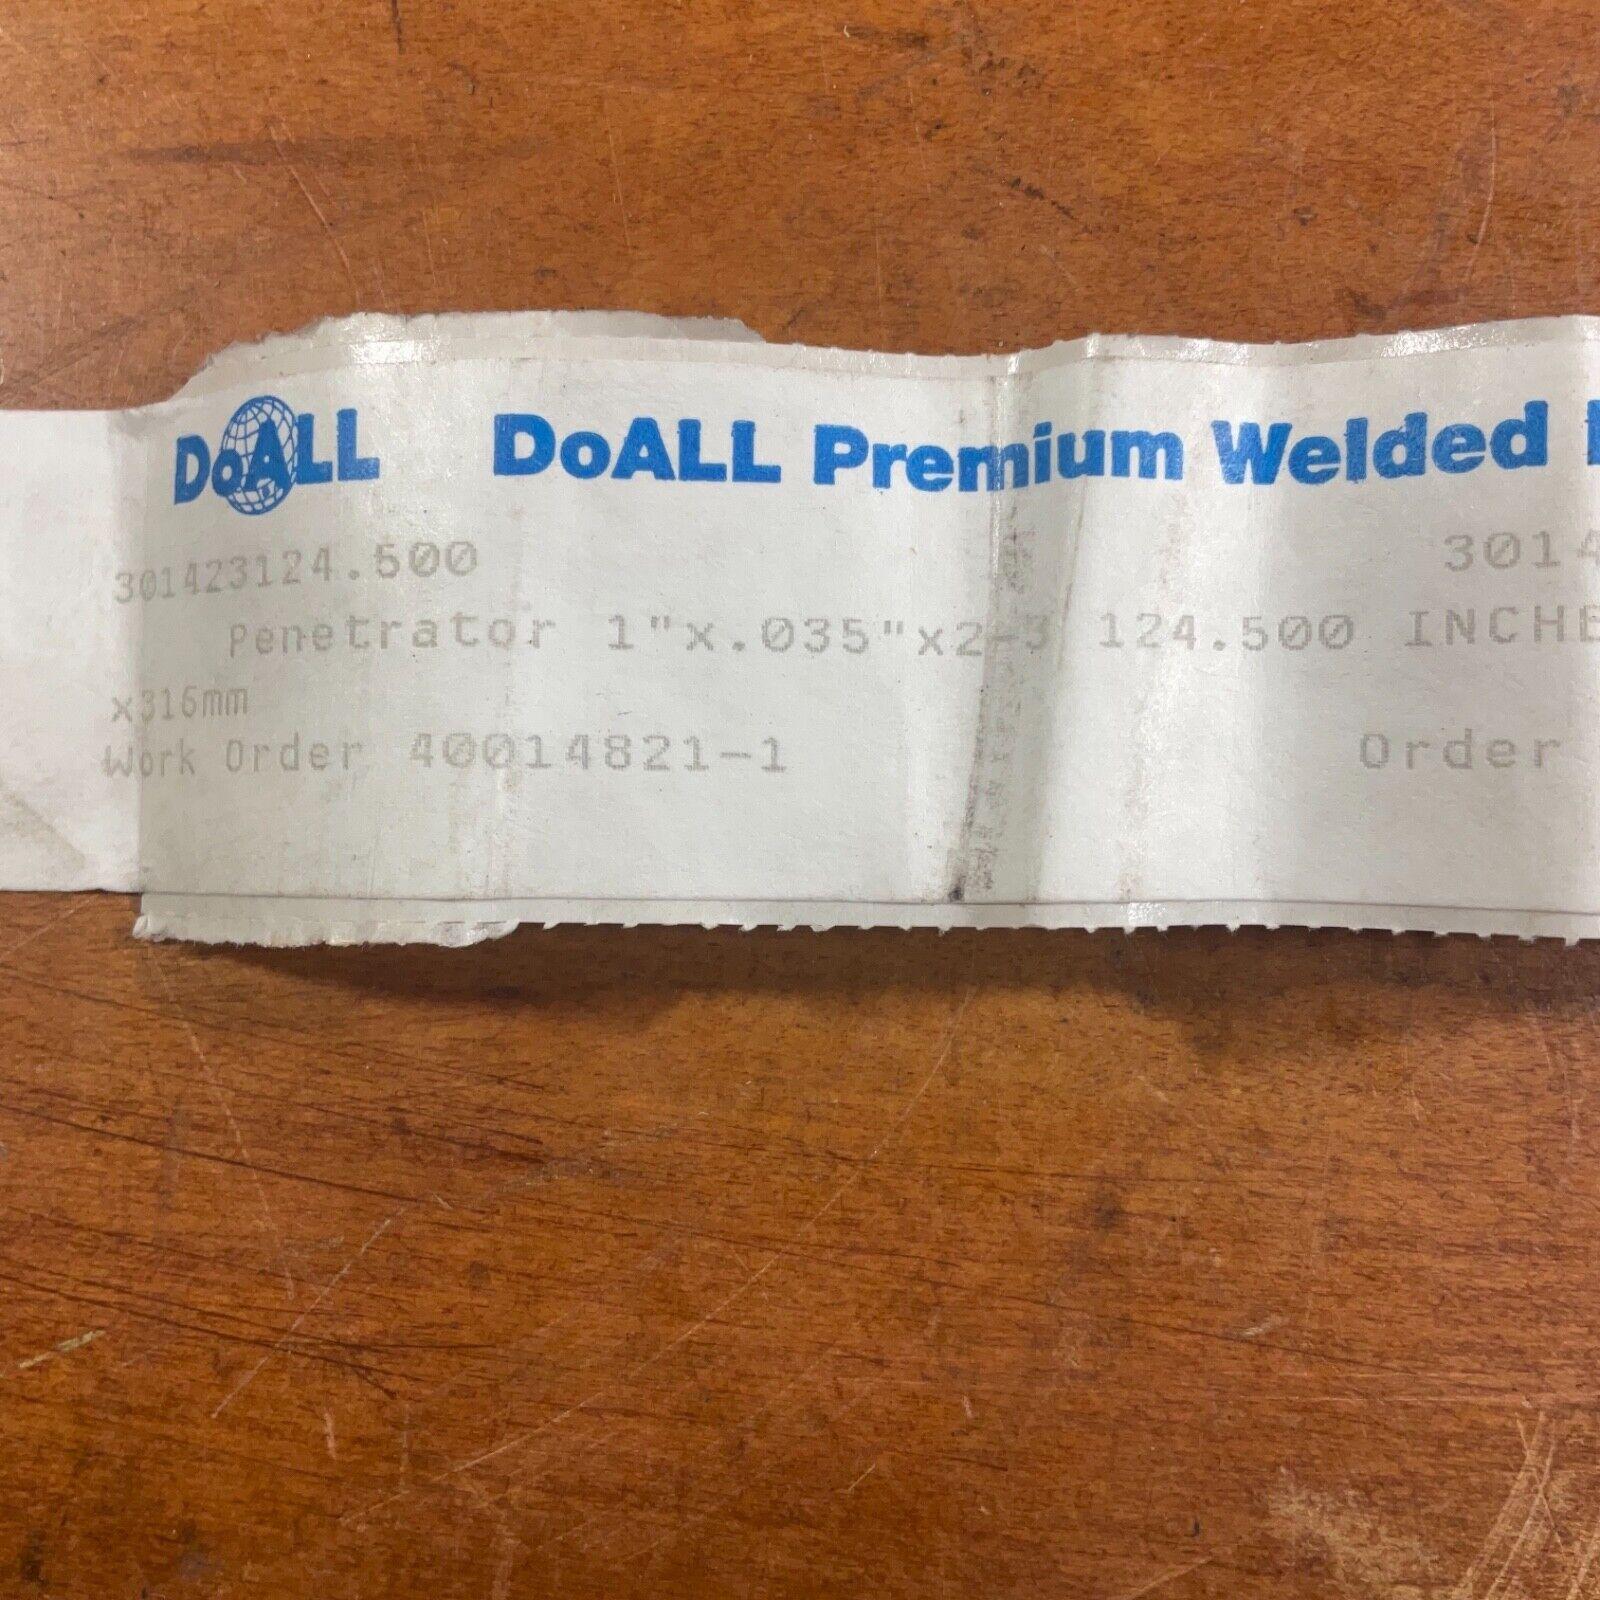 DoALL DoALL Premium Welded
301423124.500 3014
Penetrator 1"x.035"x2-3 124.500 INCHE
x316mm
Work Order 40014821-1 Order